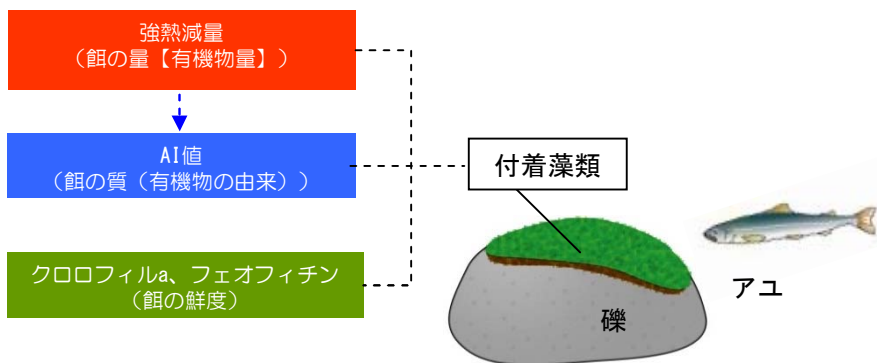 強熱減量
（餌の量【有機物量】）
AI値
（餌の質（有機物の由来））
付着藻類
クロロフィルa、フェオフィチン
（餌の鮮度）
アユ
礫